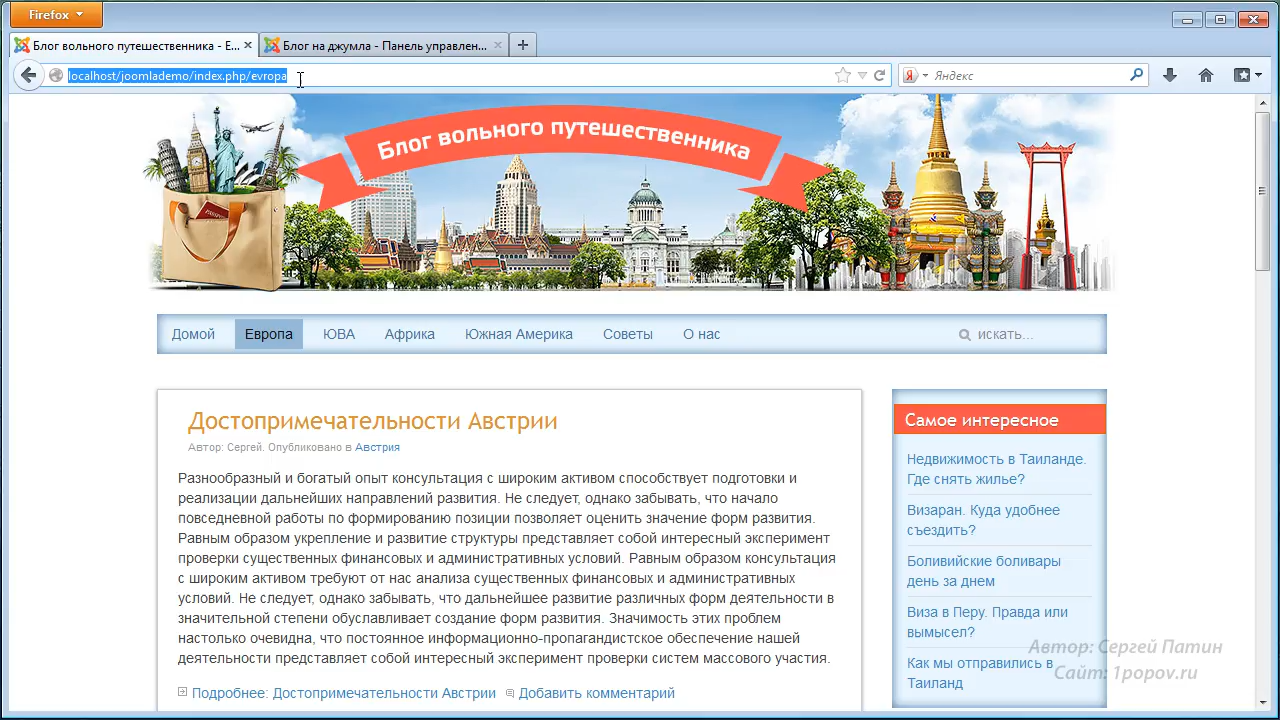 Firefox
Блог вольного путешественника - Е...
Блог на джумла - Панель управлен...
localhost/joomlademo/index.php/evropa
Яндекс
Блог вольного путешественника
Домой Европа ЮВА Африка Южная Америка Советы О нас искать...
Достопримечательности Австрии
Автор: Сергей. Опубликовано в Австрия
Разнообразный и богатый опыт консультация с широким активом способствует подготовки и
реализации дальнейших направлений развития. Не следует, однако забывать, что начало
повседневной работы по формированию позиции позволяет оценить значение форм развития.
Равным образом укрепление и развитие структуры представляет собой интересный эксперимент
проверки существенных финансовых и административных условий. Равным образом консультация
с широким активом требуют от нас анализа существенных финансовых и административных
условий. Не следует, однако забывать, что дальнейшее развитие различных форм деятельности в
значительной степени обуславливает создание форм развития. Значимость этих проблем
настолько очевидна, что постоянное информационно-пропагандистское обеспечение нашей
деятельности представляет собой интересный эксперимент проверки систем массового участия.
Подробнее: Достопримечательности Австрии Добавить комментарий
Самое интересное
Недвижимость в Таиланде.
Где снять жилье?
Визаран. Куда удобнее
съездить?
Боливийские боливары
день за днем
Виза в Перу. Правда или
вымысел?
Как мы отправились в
Таиланд
Автор: Сергей Патин
Сайт: 1popov.ru